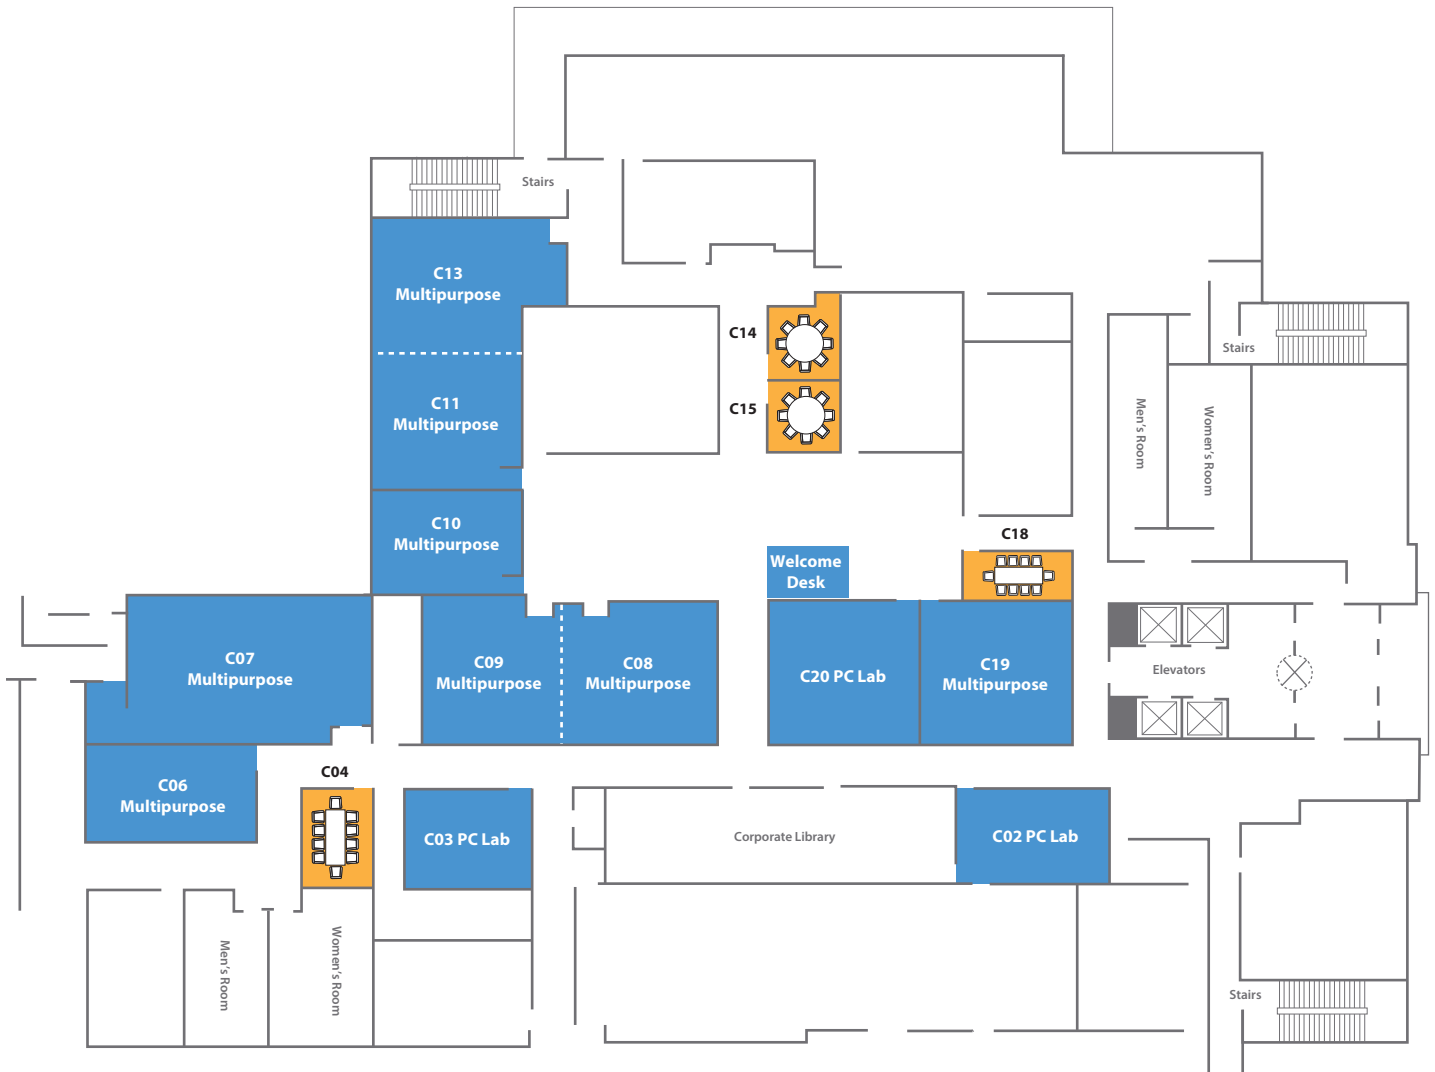 Stairs
C13
Multipurpose
C14
Stairs
C11
Multipurpose
C15
Men's Room
Women's Room
C10
Multipurpose
C18
Welcome
Desk
C07
Multipurpose
C09
Multipurpose
C08
Multipurpose
C20 PC Lab
C19
Multipurpose
Elevators
C06
Multipurpose
C04
C03 PC Lab
Corporate Library
C02 PC Lab
Men's Room
Women's Room
Stairs